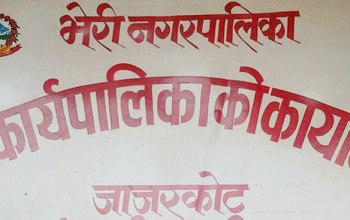 भेरी नगरपालिका
कार्यपालिकाको कार्या
जाजरकोट